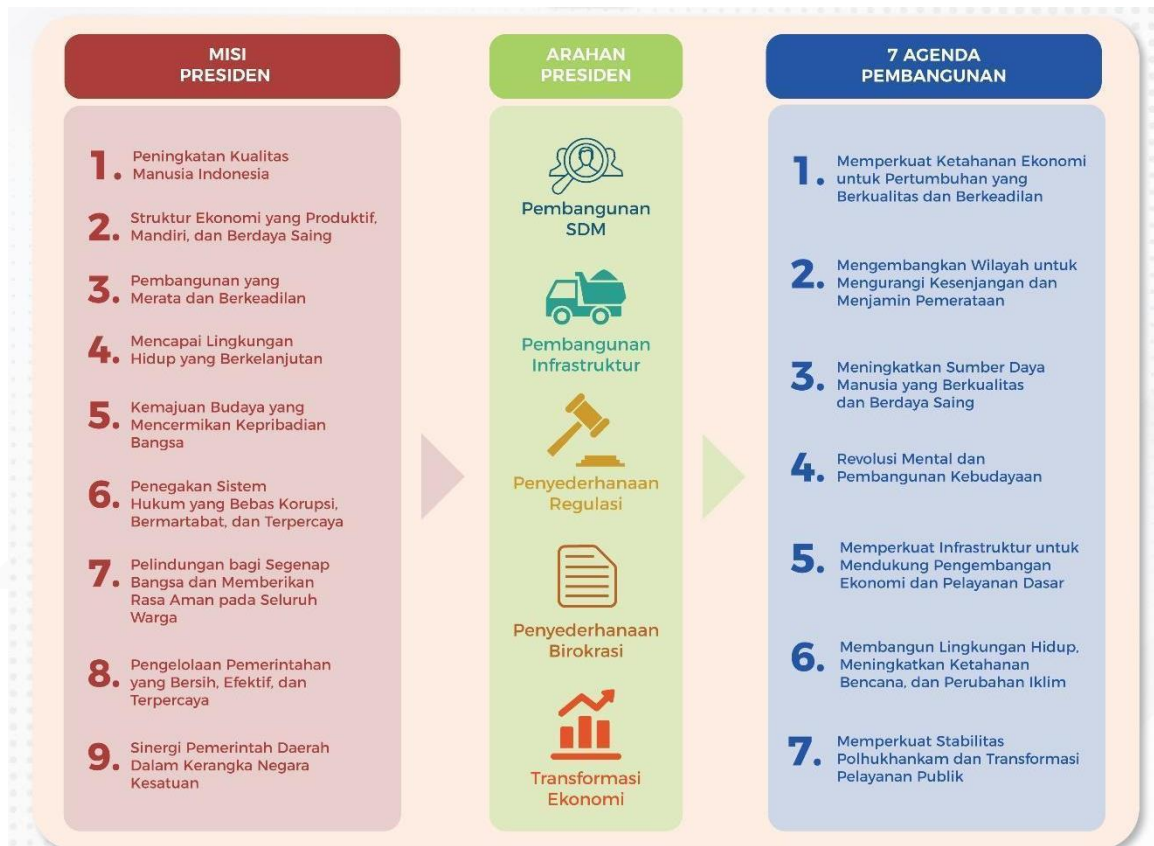 MISI
PRESIDEN
1. Peningkatan Kualitas
Manusia Indonesia
2. Struktur Ekonomi yang Produktif,
Mandiri, dan Berdaya Saing
3. Pembangunan yang
Merata dan Berkeadilan
4. Mencapai Lingkungan
Hidup yang Berkelanjutan
5. Kemajuan Budaya yang
Mencermikan Kepribadian
Bangsa
6. Penegakan Sistem
Hukum yang Bebas Korupsi,
Bermartabat, dan Terpercaya
7. Pelindungan bagi Segenap
Bangsa dan Memberikan
Rasa Aman pada Seluruh
Warga
8. Pengelolaan Pemerintahan
yang Bersih, Efektif, dan
Terpercaya
9. Sinergi Pemerintah Daerah
Dalam Kerangka Negara
Kesatuan
ARAHAN
PRESIDEN
Pembangunan
SDM
Pembangunan
Infrastruktur
Penyederhanaan
Regulasi
Penyederhanaan
Birokrasi
Transformasi
Ekonomi
7 AGENDA
PEMBANGUNAN
1. Memperkuat Ketahanan Ekonomi
untuk Pertumbuhan yang
Berkualitas dan Berkeadilan
2. Mengembangkan Wilayah untuk
Mengurangi Kesenjangan dan
Menjamin Pemerataan
3. Meningkatkan Sumber Daya
Manusia yang Berkualitas
dan Berdaya Saing
4. Revolusi Mental dan
Pembangunan Kebudayaan
5. Memperkuat Infrastruktur untuk
Mendukung Pengembangan
Ekonomi dan Pelayanan Dasar
6. Membangun Lingkungan Hidup,
Meningkatkan Ketahanan
Bencana, dan Perubahan Iklim
7. Memperkuat Stabilitas
Polhukhankam dan Transformasi
Pelayanan Publik